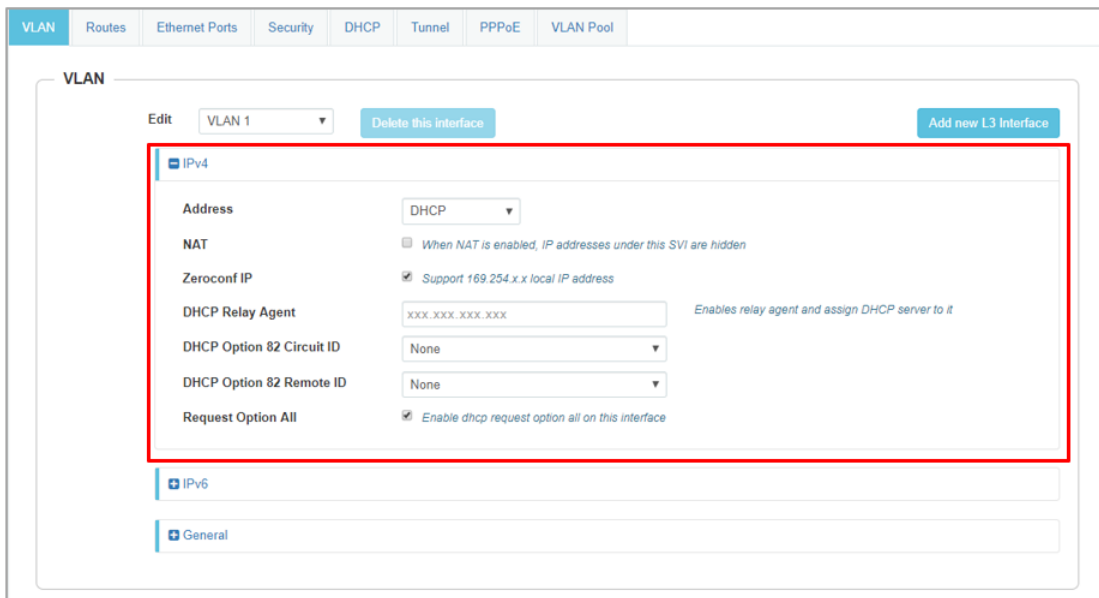 VLAN Routes Ethernet Ports Security DHCP Tunnel PPPoE VLAN Pool
VLAN
Edit VLAN 1 Delete this interface Add new L3 Interface
IPv4
Address DHCP
NAT When NAT is enabled, IP addresses under this SVI are hidden
Zeroconf IP Support 169.254.x.x local IP address
DHCP Relay Agent xxx.xxx.xxx.xxx Enables relay agent and assign DHCP server to it
DHCP Option 82 Circuit ID None
DHCP Option 82 Remote ID None
Request Option All Enable dhcp request option all on this interface
IPv6
General